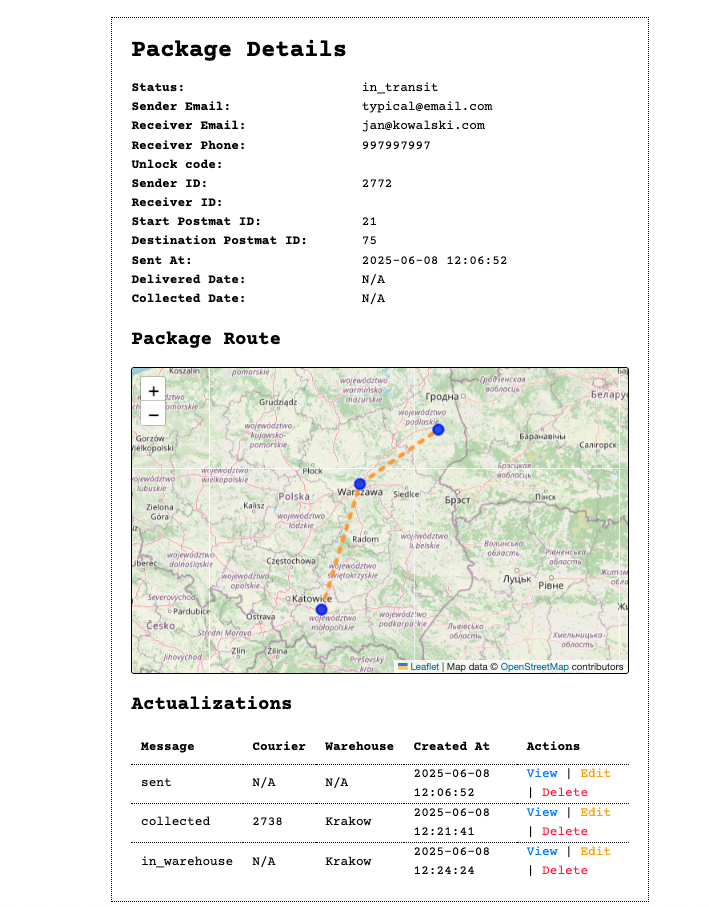 Package Details
Status: in_transit
Sender Email: typical@email.com
Receiver Email: jan@kowalski.com
Receiver Phone: 997997997
Unlock code:
Sender ID: 2772
Receiver ID:
Start Postmat ID: 21
Destination Postmat ID: 75
Sent At: 2025-06-08 12:06:52
Delivered Date: N/A
Collected Date: N/A
Package Route
+
−
Koszalin
pomorskie
województwo
warmińsko-
mazurskie
Гродна
Гродзенская
вобласць
Беларус
Grudziądz
województwo
podlaskie
województwo
kujawsko-
pomorskie
Gorzów
Wielkopolski
Баранавічы
Салігорск
Płock
województwo
wielkopolskie
województwo
lubuskie
Брэсцкая
вобласць
Polska
Warszawa
Siedlce
Брэст
Пінск
Zielona
Góra
Kalisz
województwo
łódzkie
Radom
województwo
lubelskie
Волинська
область
Рівненська
область
województwo
dolnośląskie
Częstochowa
województwo
świętokrzyskie
województwo
opolskie
Луцьк
Рівне
Severovýchod
Katowice
Pardubice
Ostrava
województwo
małopolskie
województwo
podkarpackie
Česko
Střední Morava
Львівська
область
Хмельницька
область
Jihovýchod
Zlín
Žilina
Prešovský
kraj
Leaflet | Map data © OpenStreetMap contributors
Actualizations
Message Courier Warehouse Created At Actions
sent N/A N/A 2025-06-08 12:06:52 View | Edit | Delete
collected 2738 Krakow 2025-06-08 12:21:41 View | Edit | Delete
in_warehouse N/A Krakow 2025-06-08 12:24:24 View | Edit | Delete